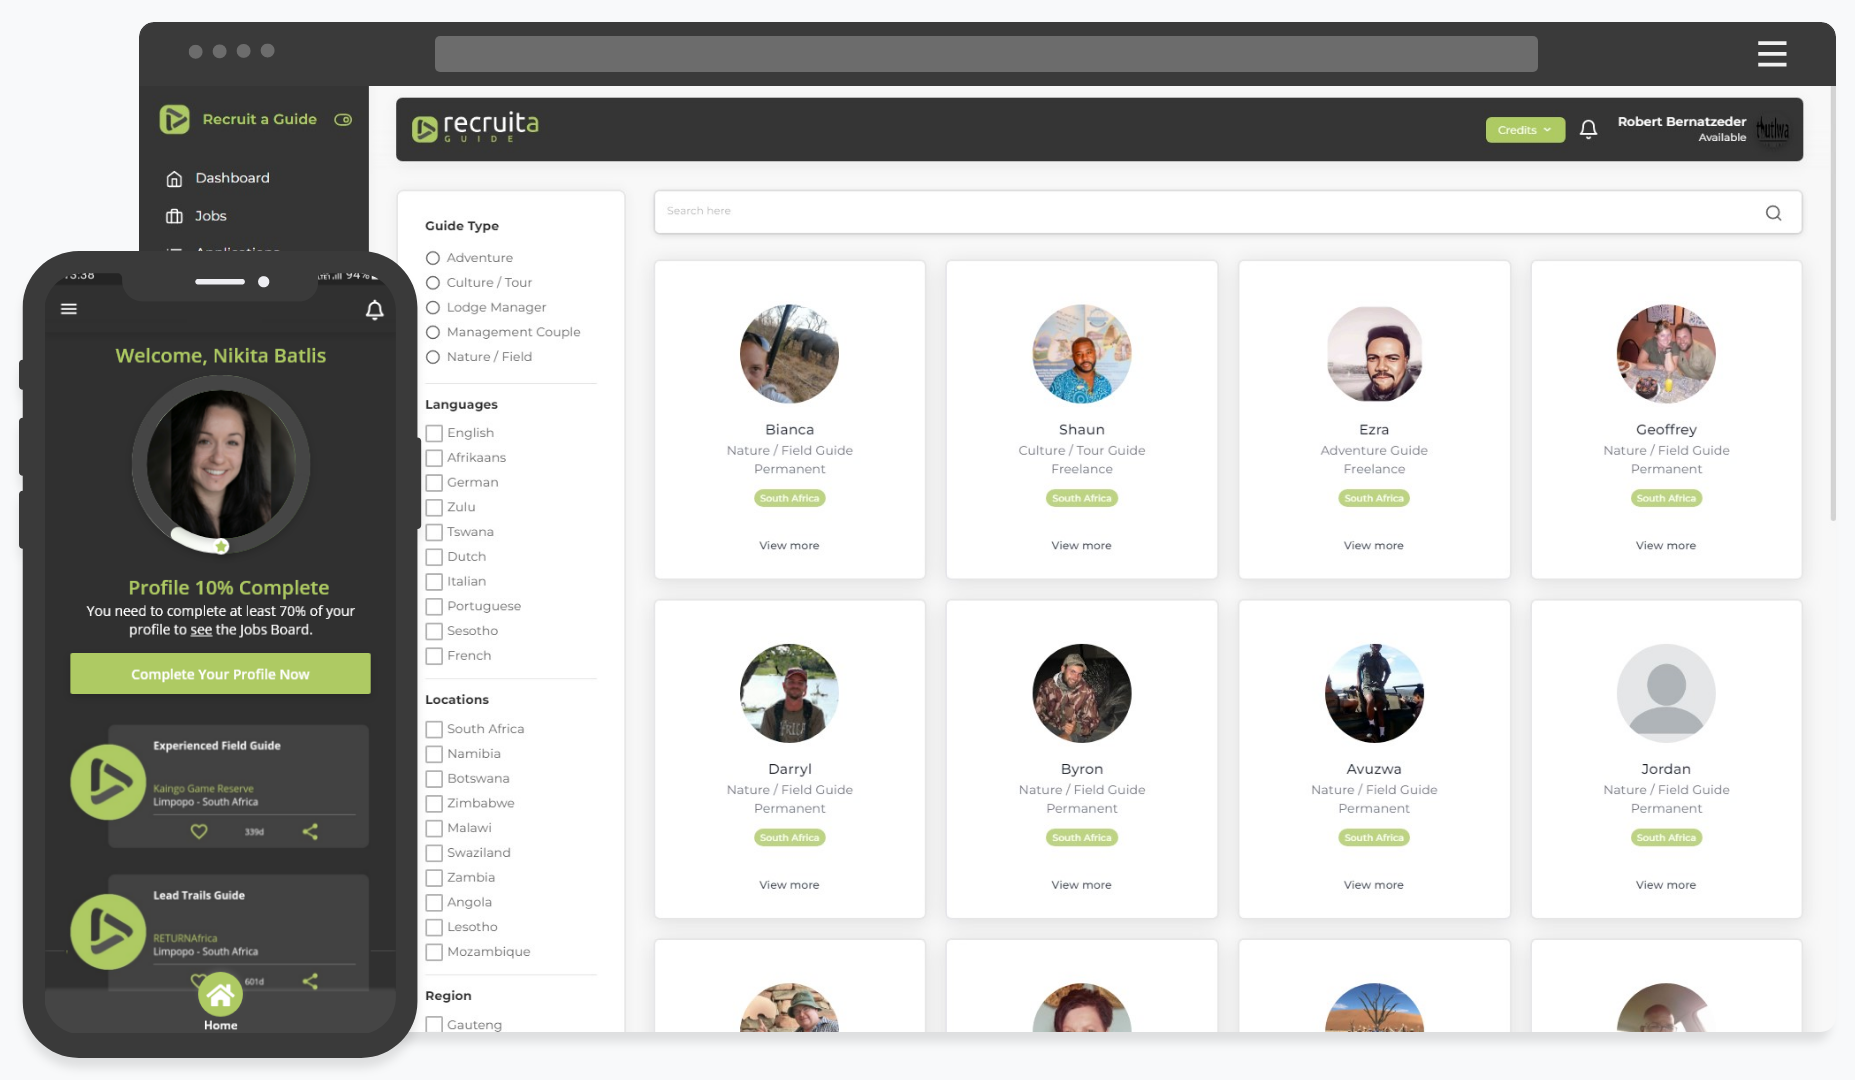 Recruit a Guide
Dashboard
Jobs
Applications
recruita
GUIDE
Credits
Robert Bernatzeder
Available
Guide Type
Adventure
Culture / Tour
Lodge Manager
Management Couple
Nature / Field
Languages
English
Afrikaans
German
Zulu
Tswana
Dutch
Italian
Portuguese
Sesotho
French
Locations
South Africa
Namibia
Botswana
Zimbabwe
Malawi
Swaziland
Zambia
Angola
Lesotho
Mozambique
Region
Gauteng
Search here
Bianca
Nature / Field Guide
Permanent
South Africa
View more
Shaun
Culture / Tour Guide
Freelance
South Africa
View more
Ezra
Adventure Guide
Freelance
South Africa
View more
Geoffrey
Nature / Field Guide
Permanent
South Africa
View more
Darryl
Nature / Field Guide
Permanent
South Africa
View more
Byron
Nature / Field Guide
Permanent
South Africa
View more
Avuzwa
Nature / Field Guide
Permanent
South Africa
View more
Jordan
Nature / Field Guide
Permanent
South Africa
View more
94%
Welcome, Nikita Batlis
Profile 10% Complete
You need to complete at least 70% of your
profile to see the Jobs Board.
Complete Your Profile Now
Experienced Field Guide
Kaingo Game Reserve
Limpopo - South Africa
339d
Lead Trails Guide
RETURNAfrica
Limpopo - South Africa
601d
Home